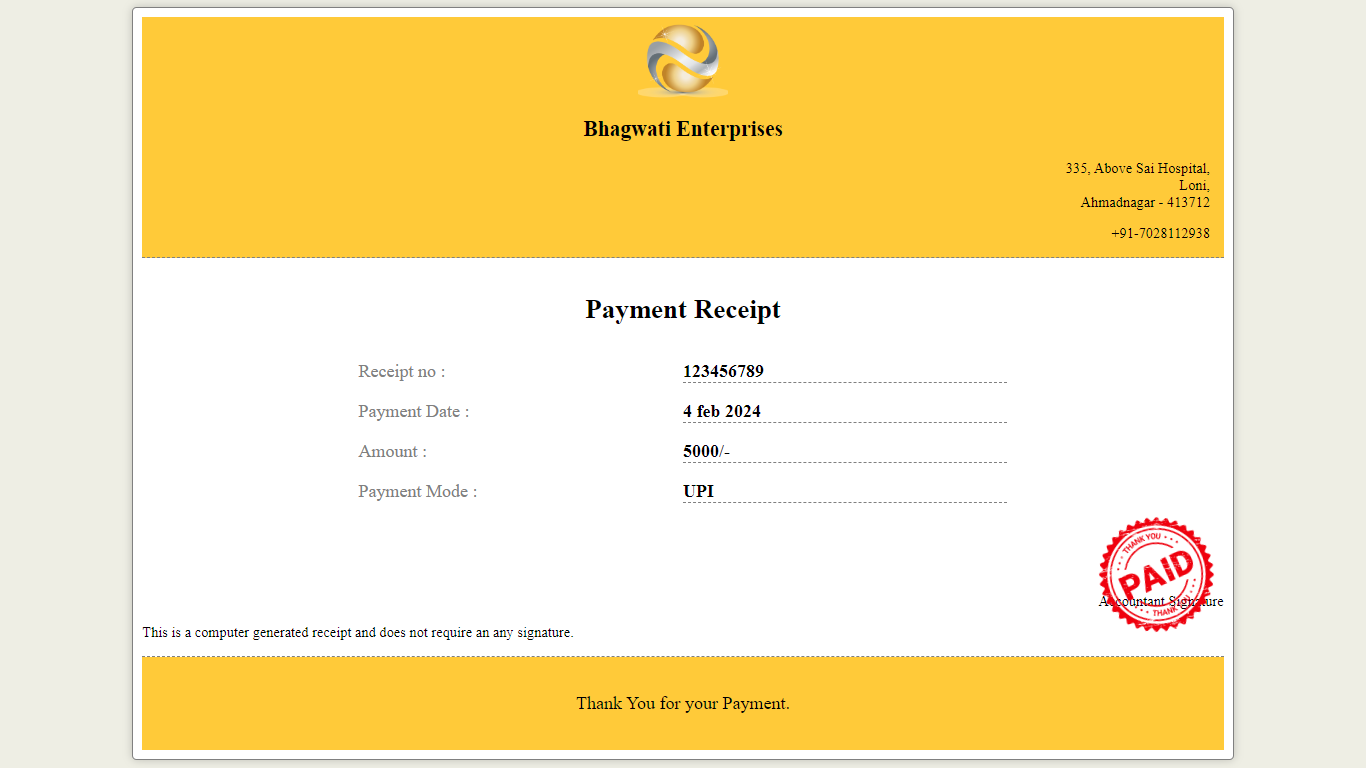 Bhagwati Enterprises
335, Above Sai Hospital,
Loni,
Ahmadnagar - 413712
+91-7028112938
Payment Receipt
Receipt no : 123456789
Payment Date : 4 feb 2024
Amount : 5000/-
Payment Mode : UPI
THANK YOU
PAID
THANK YOU
Accountant Signature
This is a computer generated receipt and does not require an any signature.
Thank You for your Payment.